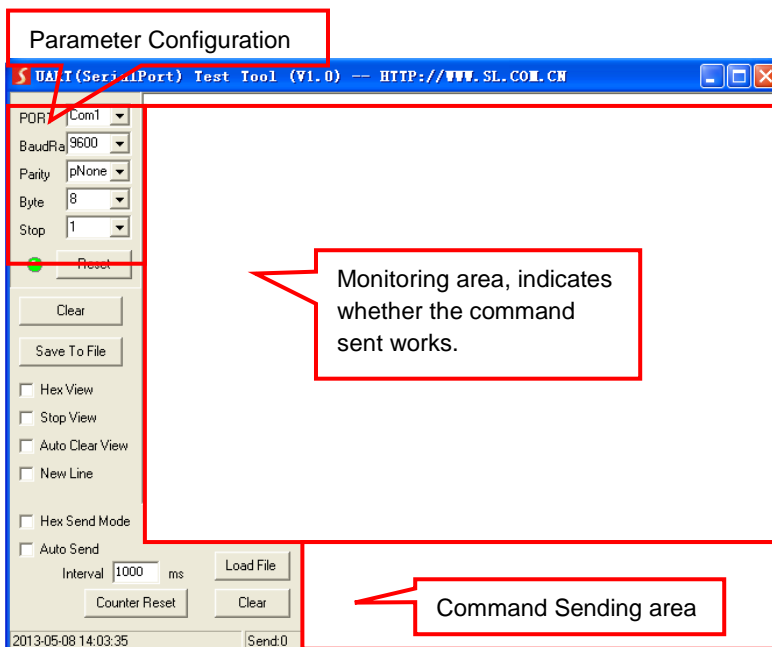 Parameter Configuration
UART(SerialPort) Test Tool (V1.0) -- HTTP://WWW.SL.COM.CN
PORT Com1
BaudRa 9600
Parity pNone
Byte 8
Stop 1
Reset
Monitoring area, indicates
whether the command
sent works.
Clear
Save To File
Hex View
Stop View
Auto Clear View
New Line
Hex Send Mode
Auto Send
Interval 1000 ms
Load File
Counter Reset
Clear
Command Sending area
2013-05-08 14:03:35
Send:0